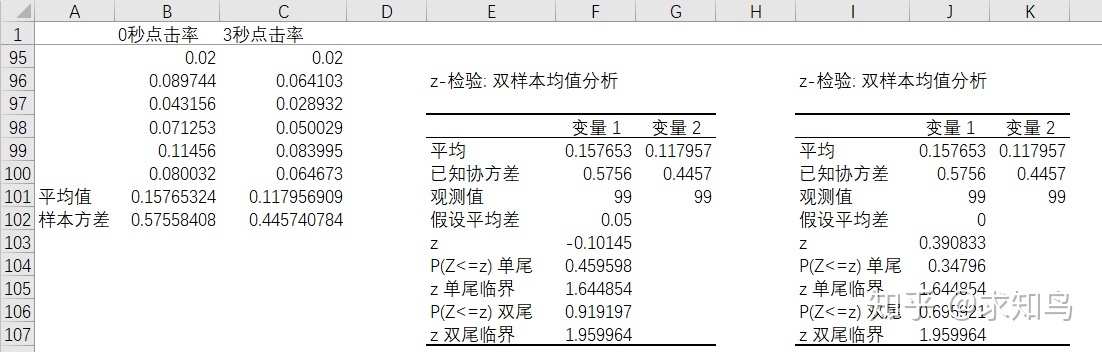 A B C D E F G H I J K
1 0秒点击率 3秒点击率
95 0.02 0.02
96 0.089744 0.064103 z-检验: 双样本均值分析 z-检验: 双样本均值分析
97 0.043156 0.028932
98 0.071253 0.050029 变量 1 变量 2 变量 1 变量 2
99 0.11456 0.083995 平均 0.157653 0.117957 平均 0.157653 0.117957
100 0.080032 0.064673 已知协方差 0.5756 0.4457 已知协方差 0.5756 0.4457
101 平均值 0.15765324 0.117956909 观测值 99 99 观测值 99 99
102 样本方差 0.57558408 0.445740784 假设平均差 0.05 假设平均差 0
103 z -0.10145 z 0.390833
104 P(Z<=z) 单尾 0.459598 P(Z<=z) 单尾 0.34796
105 z 单尾临界 1.644854 z 单尾临界 1.644854
106 P(Z<=z) 双尾 0.919197 P(Z<=z) 双尾 0.695921
107 z 双尾临界 1.959964 z 双尾临界 1.959964
知乎 @求知鸟